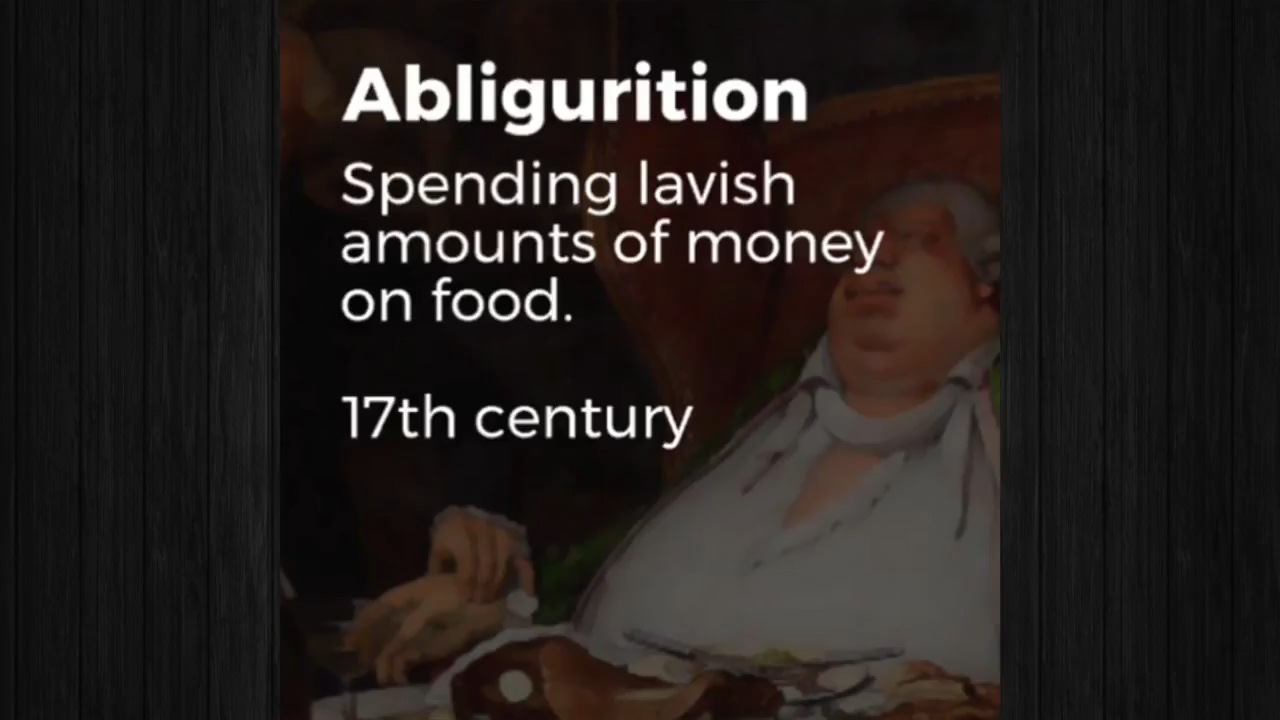 Abligurition
Spending lavish
amounts of money
on food.
17th century